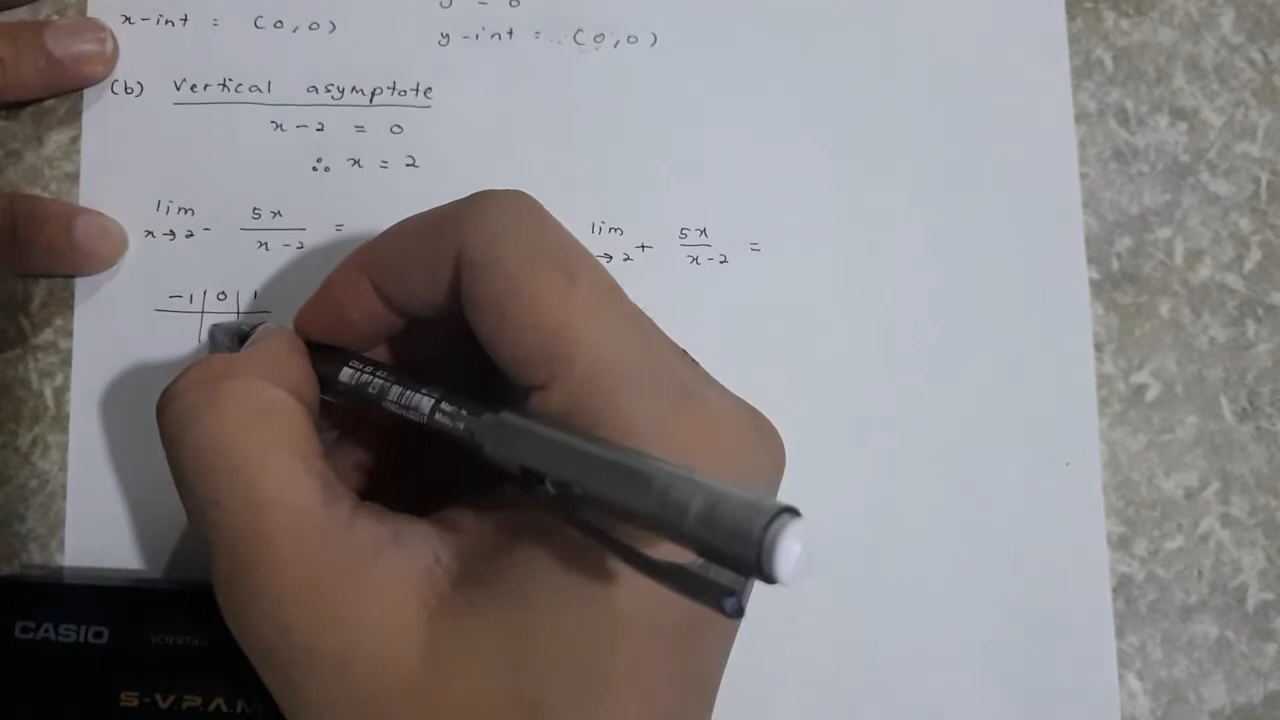 x-int = (0,0)
y-int = (0,0)
(b) Vertical asymptote
x-2 = 0
∴ x = 2
lim 5x
x→2- x-2 =
lim 5x
→2+ x-2 =
-1 0 1
CASIO
S-V.P.A.M